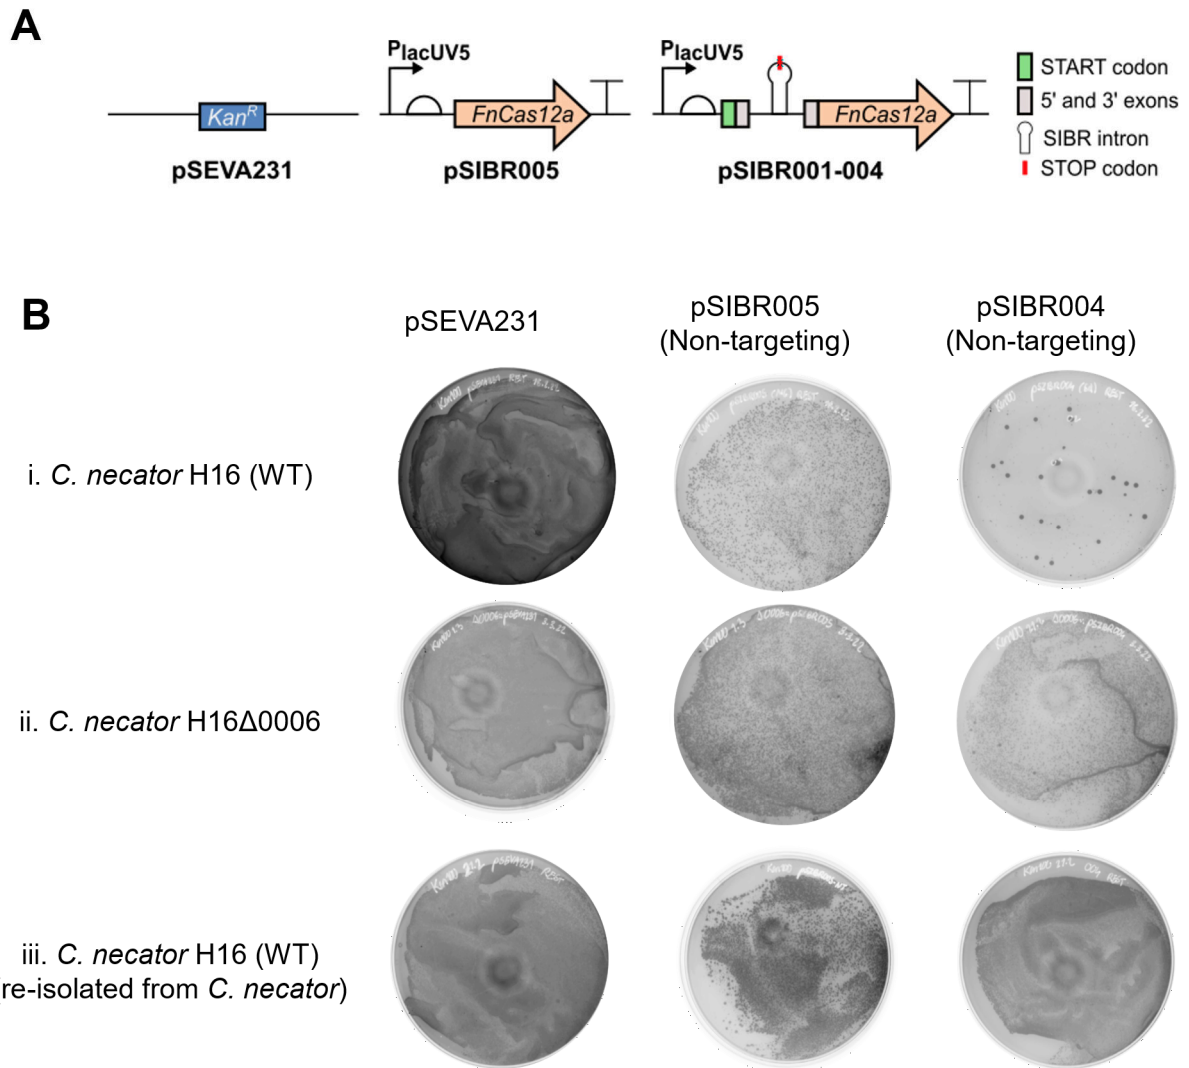 A
KanR
pSEVA231
PlacUV5
FnCas12a
pSIBR005
PlacUV5
FnCas12a
pSIBR001-004
START codon
5' and 3' exons
SIBR intron
STOP codon
B
pSEVA231
pSIBR005
(Non-targeting)
pSIBR004
(Non-targeting)
i. C. necator H16 (WT)
ii. C. necator H16Δ0006
iii. C. necator H16 (WT)
re-isolated from C. necator)